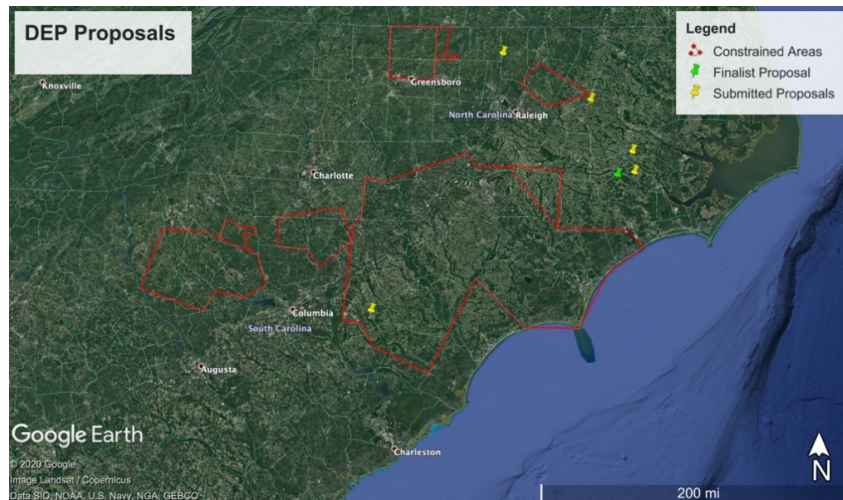 DEP Proposals
Legend
Constrained Areas
Finalist Proposal
Submitted Proposals
Knoxville
Greensboro
North Carolina
Raleigh
Charlotte
Columbia
South Carolina
Augusta
Charleston
Google Earth
© 2020 Google
Image Landsat / Copernicus
Data SIO, NOAA, U.S. Navy, NGA, GEBCO
N
200 mi